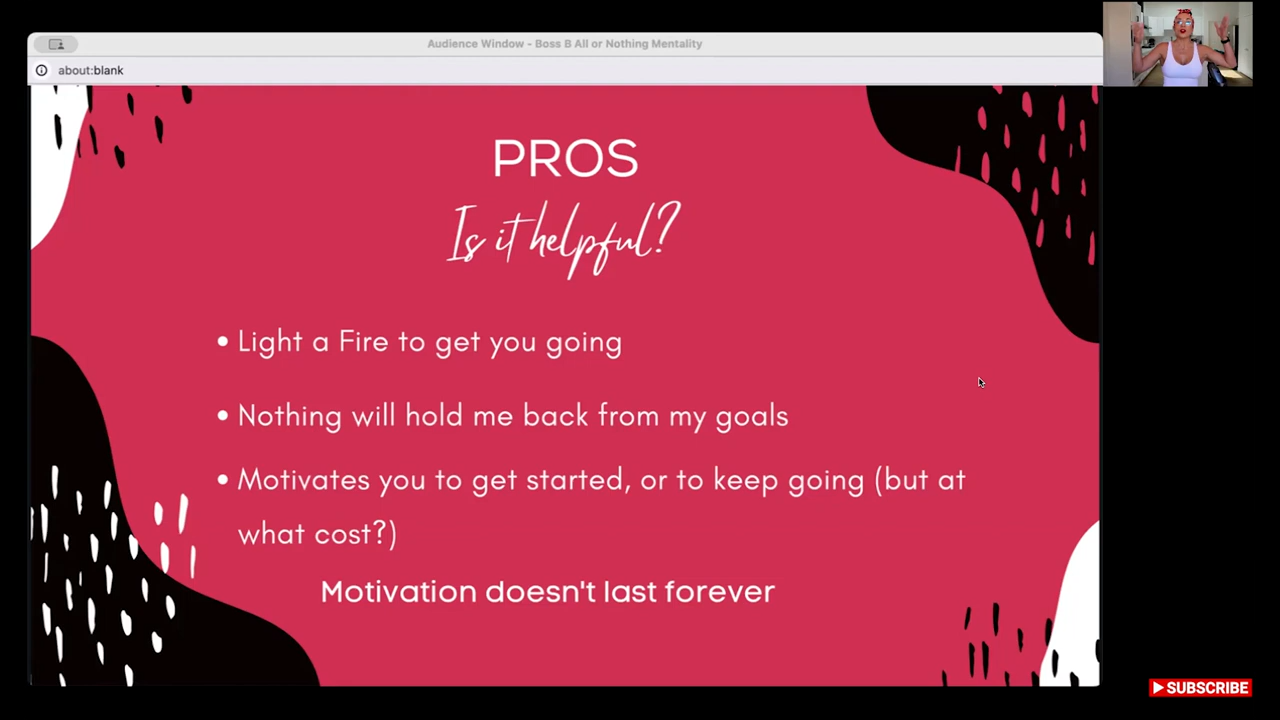 Audience Window - Boss B All or Nothing Mentality
about:blank
PROS
Is it helpful?
• Light a Fire to get you going
• Nothing will hold me back from my goals
• Motivates you to get started, or to keep going (but at
what cost?)
Motivation doesn't last forever
SUBSCRIBE